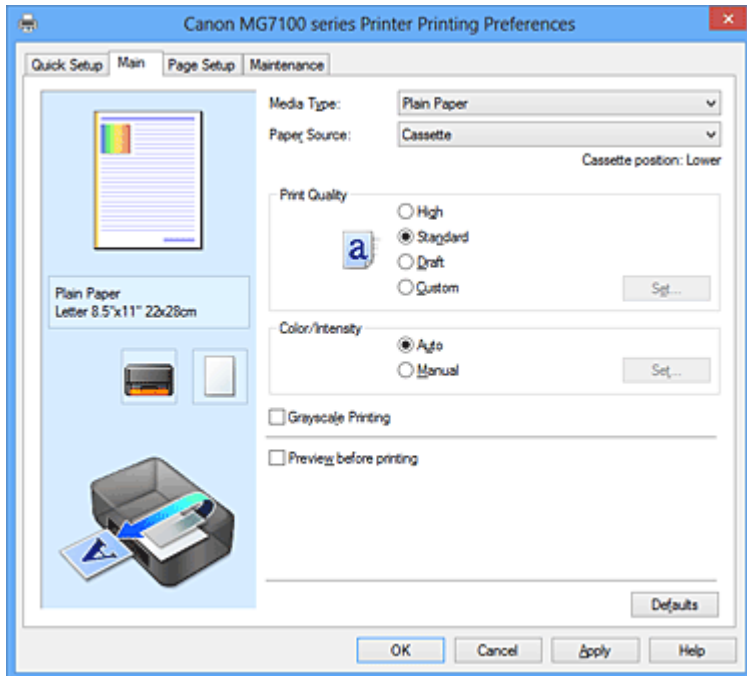 Canon MG7100 series Printer Printing Preferences
Quick Setup Main Page Setup Maintenance
Media Type: Plain Paper
Paper Source: Cassette
Cassette position: Lower
Print Quality
High
Standard
Draft
Custom Set...
a
Plain Paper
Letter 8.5"x11" 22x28cm
Color/Intensity
Auto
Manual Set...
Grayscale Printing
Preview before printing
A
Defaults
OK Cancel Apply Help